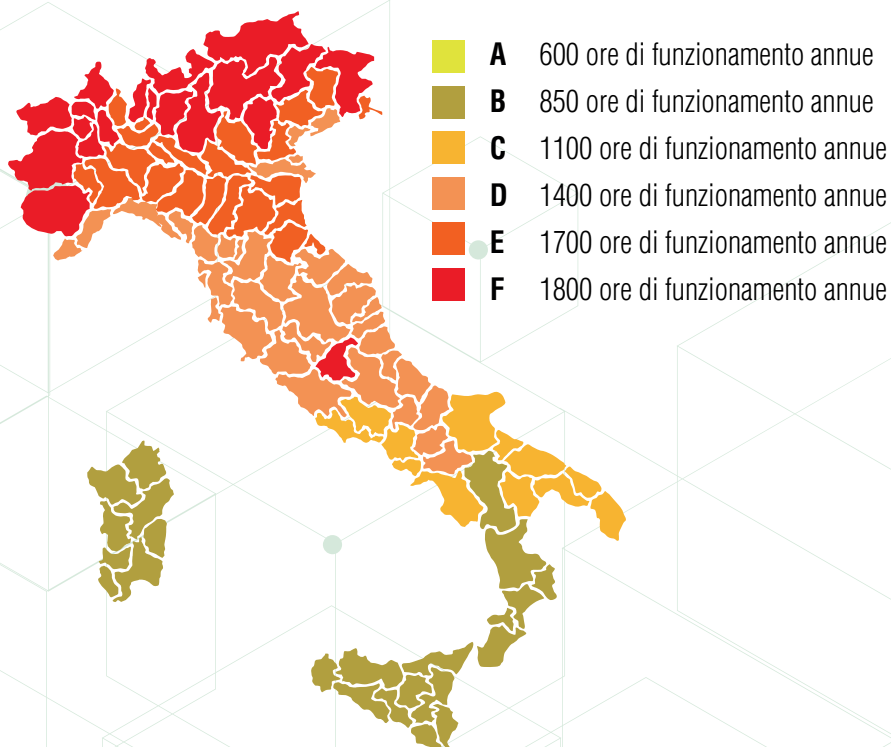 A 600 ore di funzionamento annue
B 850 ore di funzionamento annue
C 1100 ore di funzionamento annue
D 1400 ore di funzionamento annue
E 1700 ore di funzionamento annue
F 1800 ore di funzionamento annue